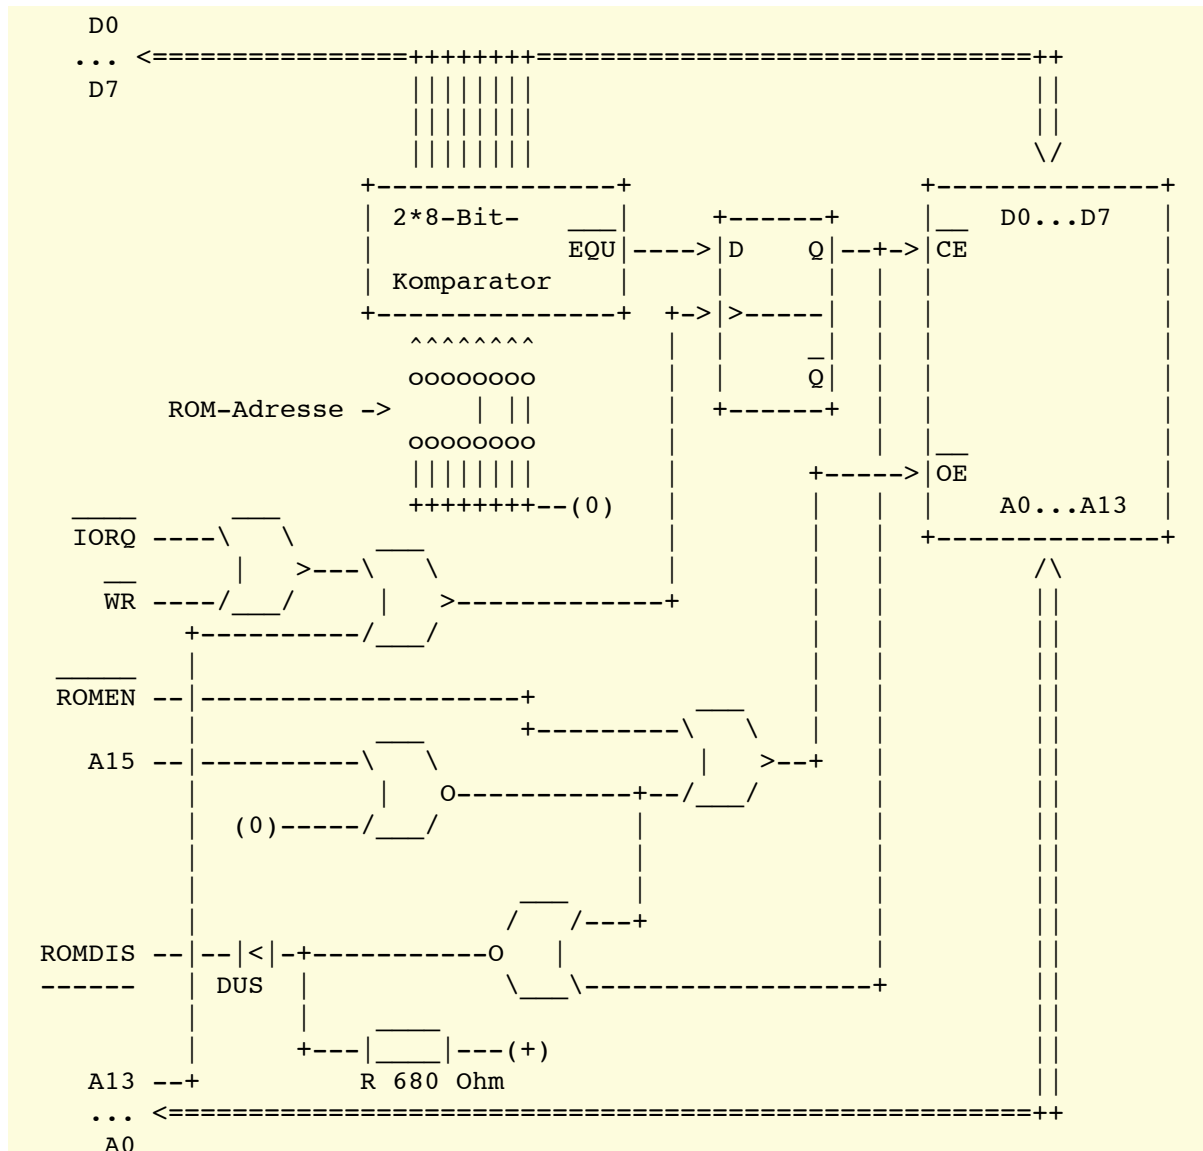 D0
...
D7
2*8-Bit-
EQU D Q CE D0...D7
Komparator
Q
ROM-Adresse ->
OE
(0) A0...A13
IORQ
WR
ROMEN
A15
(0)
ROMDIS
DUS
(+)
A13 R 680 Ohm
...
A0